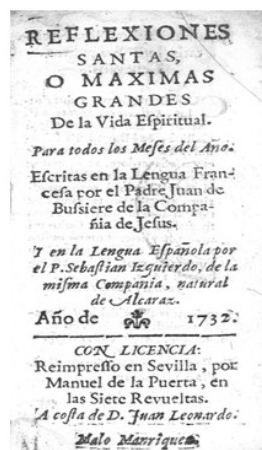 REFLEXIONES
SANTAS,
O MAXIMAS
GRANDES
De la Vida Eſpiritual.
Para todos los Meſes del Año.
Eſcritas en la Lengua Fran-
ceſa por el Padre Juan de
Buſsiere de la Compa-
ñia de Jeſus.
Y en la Lengua Eſpañola por
el P. Sebaſtian Izquierdo, de la
miſma Compañia, natural
de Alcaraz.
Año de 1732.
CON LICENCIA:
Reimpreſſo en Sevilla, por
Manuel de la Puerta, en
las Siete Revueltas.
A coſta de D. Juan Leonardo.
Malo Manrique.